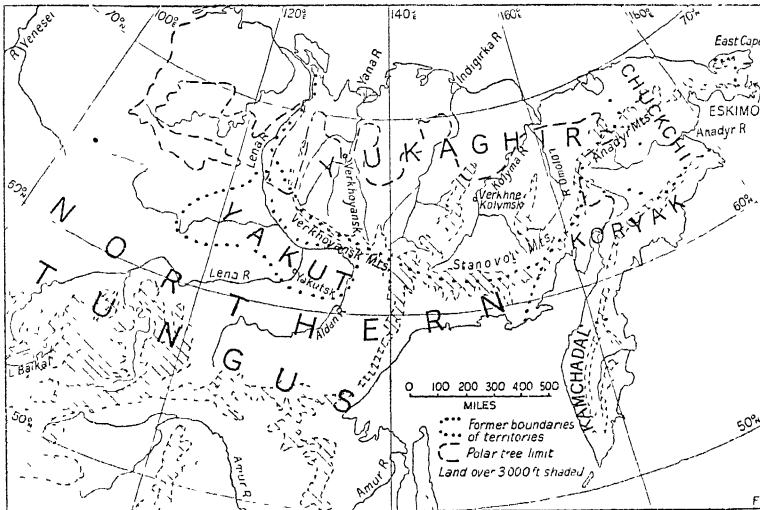 70°N
100°E
120°E
140°E
160°E
180°E
70°N
R Yenesei
Lena R
Yana R
Indigirka R
East Cape
CHUCKCHI
ESKIMO
Anadyr Mts
Anadyr R
YUKAGHIR
Verkhoyansk
Kolyma R
R Omolon
Verkhne-
Kolymsk
60°N
YAKUT
Verkhoyansk Mts.
Stanovoi Mts.
KORYAK
60°N
Lena R
Yakutsk
Aldan R
NORTHERN
TUNGUS
L Baikal
KAMCHADAL
50°N
Amur R
Amur R
50°N
0 100 200 300 400 500
MILES
Former boundaries
of territories
Polar tree limit
Land over 3000 ft shaded
F